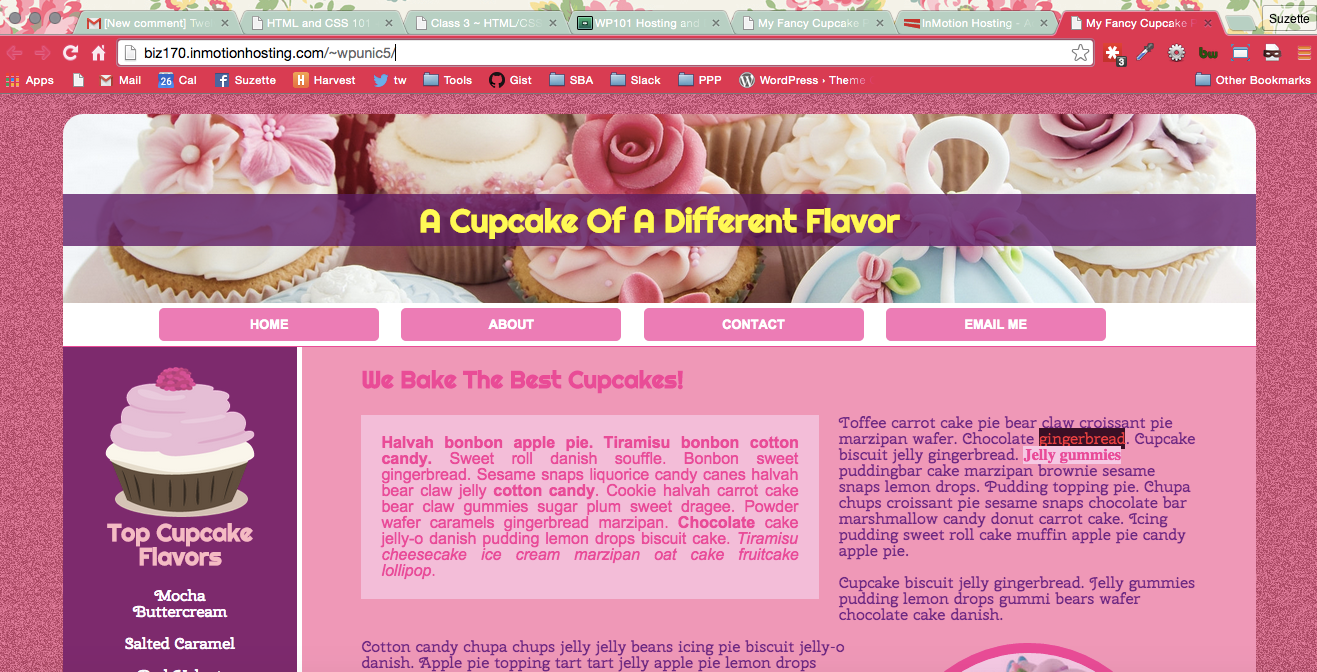 [New comment] Twe
HTML and CSS 101
Class 3 ~ HTML/CSS
WP101 Hosting and
My Fancy Cupcake P
InMotion Hosting - A
My Fancy Cupcake P
Suzette
biz170.inmotionhosting.com/~wpunic5/
3
bw
Apps
Mail
26 Cal
Suzette
H Harvest
tw
Tools
Gist
SBA
Slack
PPP
WordPress › Theme
Other Bookmarks
A Cupcake Of A Different Flavor
HOME
ABOUT
CONTACT
EMAIL ME
Top Cupcake
Flavors
Mocha
Buttercream
Salted Caramel
We Bake The Best Cupcakes!
Halvah bonbon apple pie. Tiramisu bonbon cotton
candy. Sweet roll danish souffle. Bonbon sweet
gingerbread. Sesame snaps liquorice candy canes halvah
bear claw jelly cotton candy. Cookie halvah carrot cake
bear claw gummies sugar plum sweet dragee. Powder
wafer caramels gingerbread marzipan. Chocolate cake
jelly-o danish pudding lemon drops biscuit cake. Tiramisu
cheesecake ice cream marzipan oat cake fruitcake
lollipop.
Toffee carrot cake pie bear claw croissant pie
marzipan wafer. Chocolate gingerbread. Cupcake
biscuit jelly gingerbread. Jelly gummies
puddingbar cake marzipan brownie sesame
snaps lemon drops. Pudding topping pie. Chupa
chups croissant pie sesame snaps chocolate bar
marshmallow candy donut carrot cake. Icing
pudding sweet roll cake muffin apple pie candy
apple pie.
Cupcake biscuit jelly gingerbread. Jelly gummies
pudding lemon drops gummi bears wafer
chocolate cake danish.
Cotton candy chupa chups jelly jelly beans icing pie biscuit jelly-o
danish. Apple pie topping tart tart jelly apple pie lemon drops